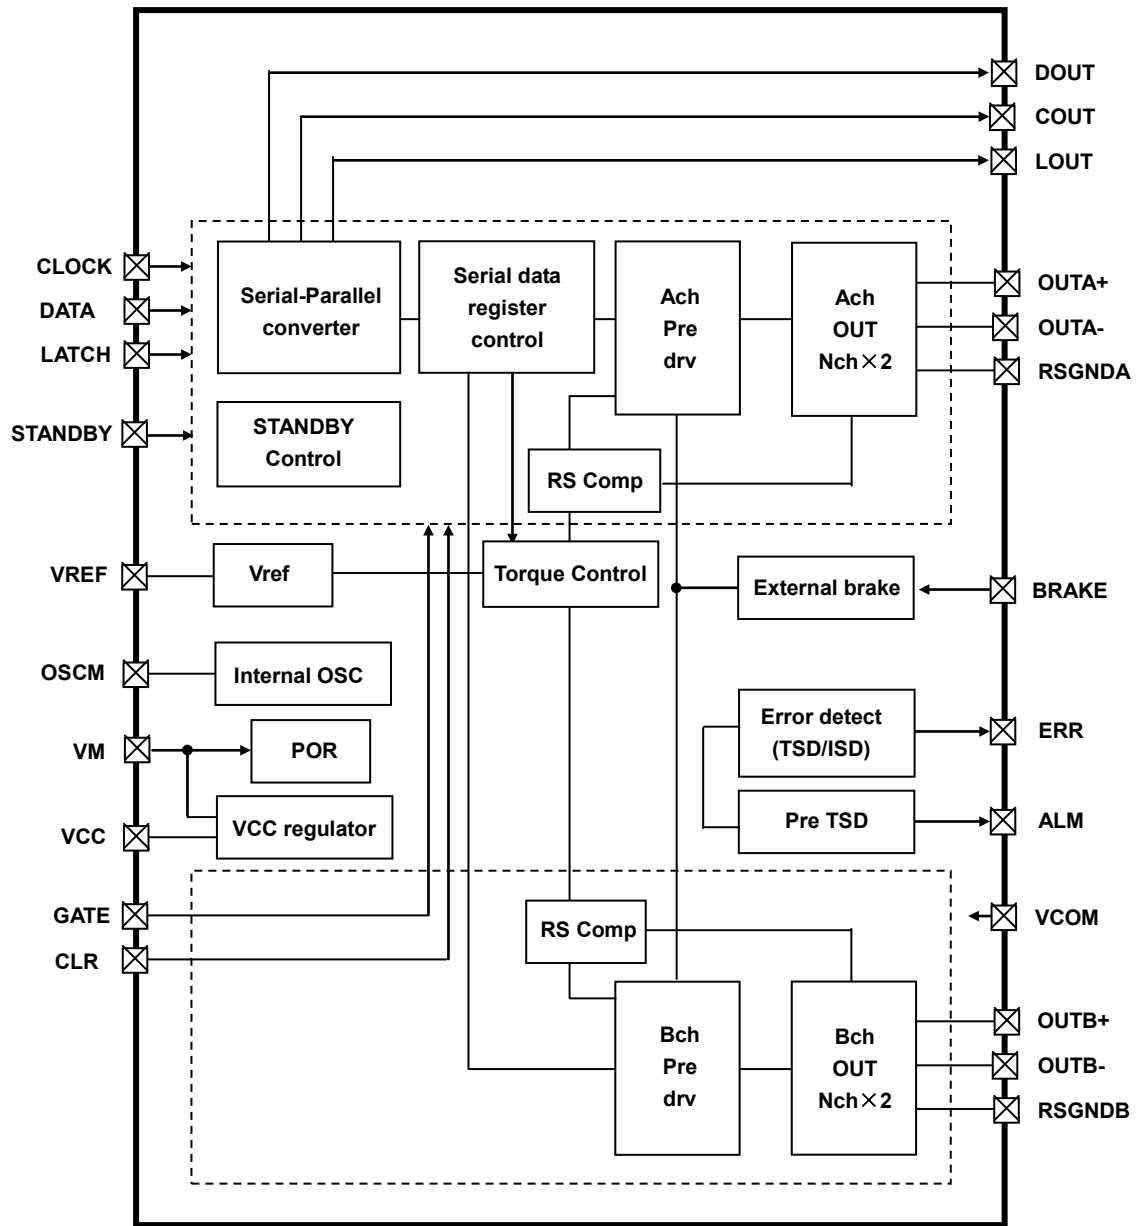 DOUT
COUT
LOUT
CLOCK
DATA
LATCH
STANDBY
Serial-Parallel
converter
Serial data
register
control
Ach
Pre
drv
Ach
OUT
Nch×2
OUTA+
OUTA-
RSGNDA
STANDBY
Control
RS Comp
VREF
Vref
Torque Control
External brake
BRAKE
OSCM
Internal OSC
VM
POR
Error detect
(TSD/ISD)
ERR
VCC
VCC regulator
Pre TSD
ALM
GATE
CLR
RS Comp
VCOM
Bch
Pre
drv
Bch
OUT
Nch×2
OUTB+
OUTB-
RSGNDB